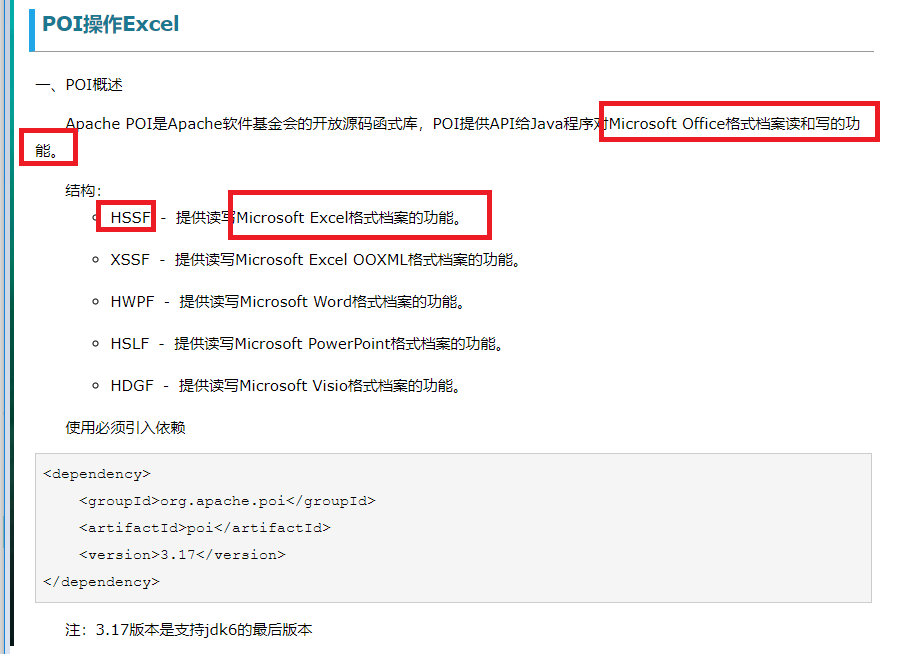 POI操作Excel
一、POI概述
Apache POI是Apache软件基金会的开放源码函式库，POI提供API给Java程序对Microsoft Office格式档案读和写的功
能。
结构：
HSSF - 提供读写Microsoft Excel格式档案的功能。
XSSF - 提供读写Microsoft Excel OOXML格式档案的功能。
HWPF - 提供读写Microsoft Word格式档案的功能。
HSLF - 提供读写Microsoft PowerPoint格式档案的功能。
HDGF - 提供读写Microsoft Visio格式档案的功能。
使用必须引入依赖
<dependency>
    <groupId>org.apache.poi</groupId>
    <artifactId>poi</artifactId>
    <version>3.17</version>
</dependency>
注：3.17版本是支持jdk6的最后版本